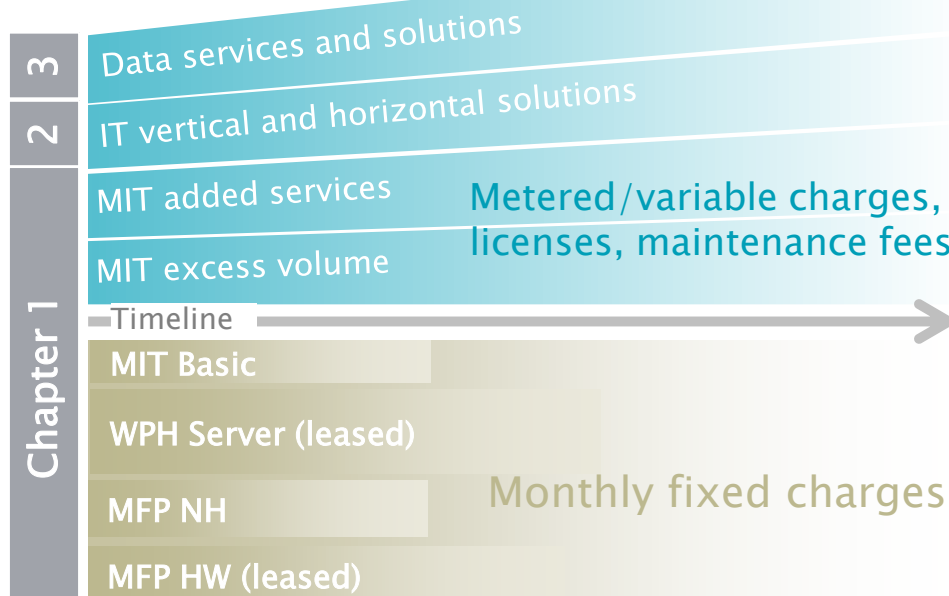 3
Data services and solutions
2
IT vertical and horizontal solutions
Chapter 1
MIT added services
Metered/variable charges,
licenses, maintenance fees
MIT excess volume
Timeline
MIT Basic
WPH Server (leased)
Monthly fixed charges
MFP NH
MFP HW (leased)